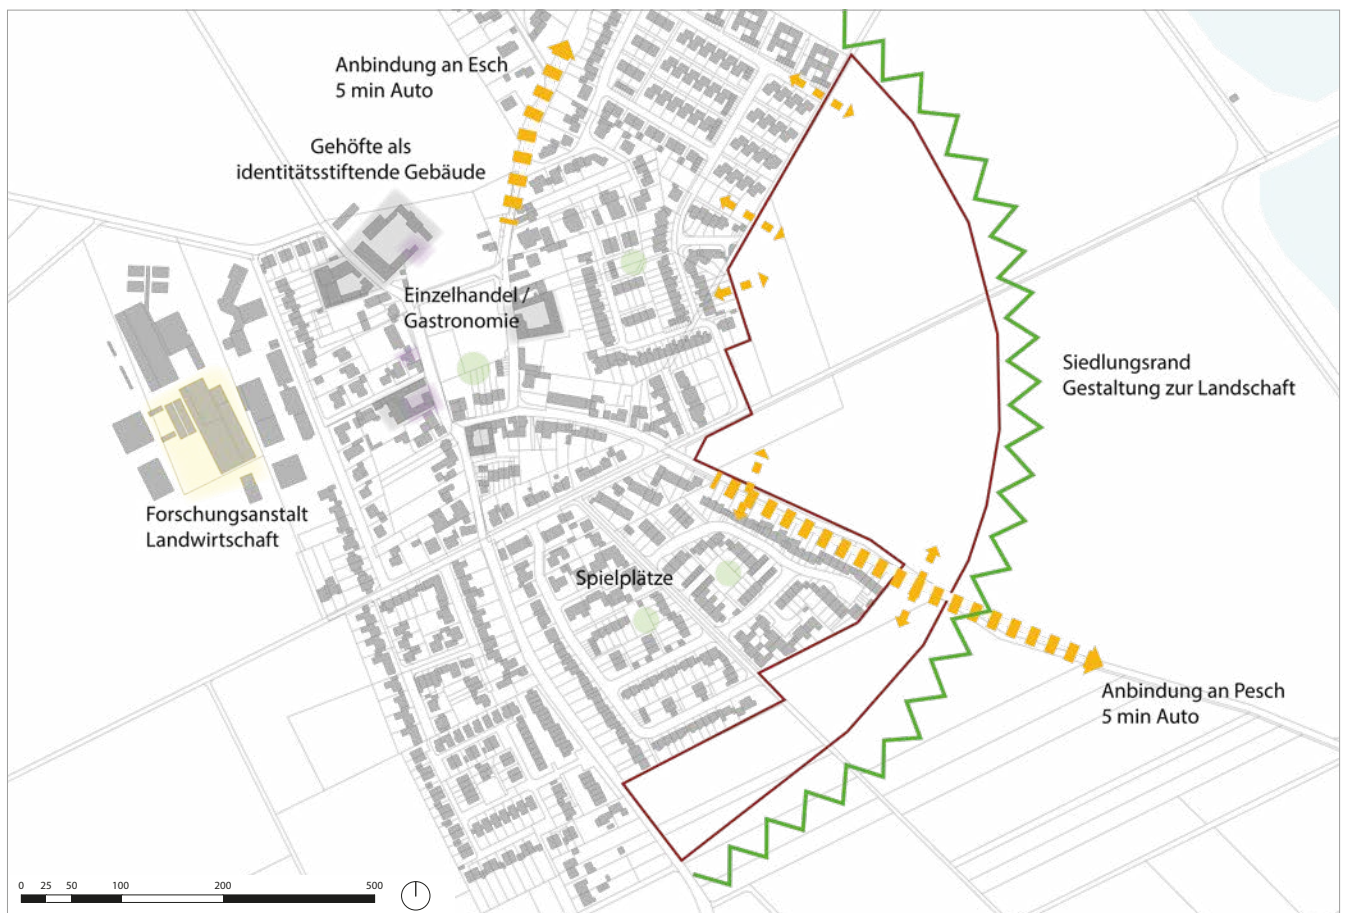 Anbindung an Esch
5 min Auto
Gehöfte als
identitätsstiftende Gebäude
Einzelhandel /
Gastronomie
Siedlungsrand
Gestaltung zur Landschaft
Forschungsanstalt
Landwirtschaft
Spielplätze
Anbindung an Pesch
5 min Auto
0 25 50 100 200 500